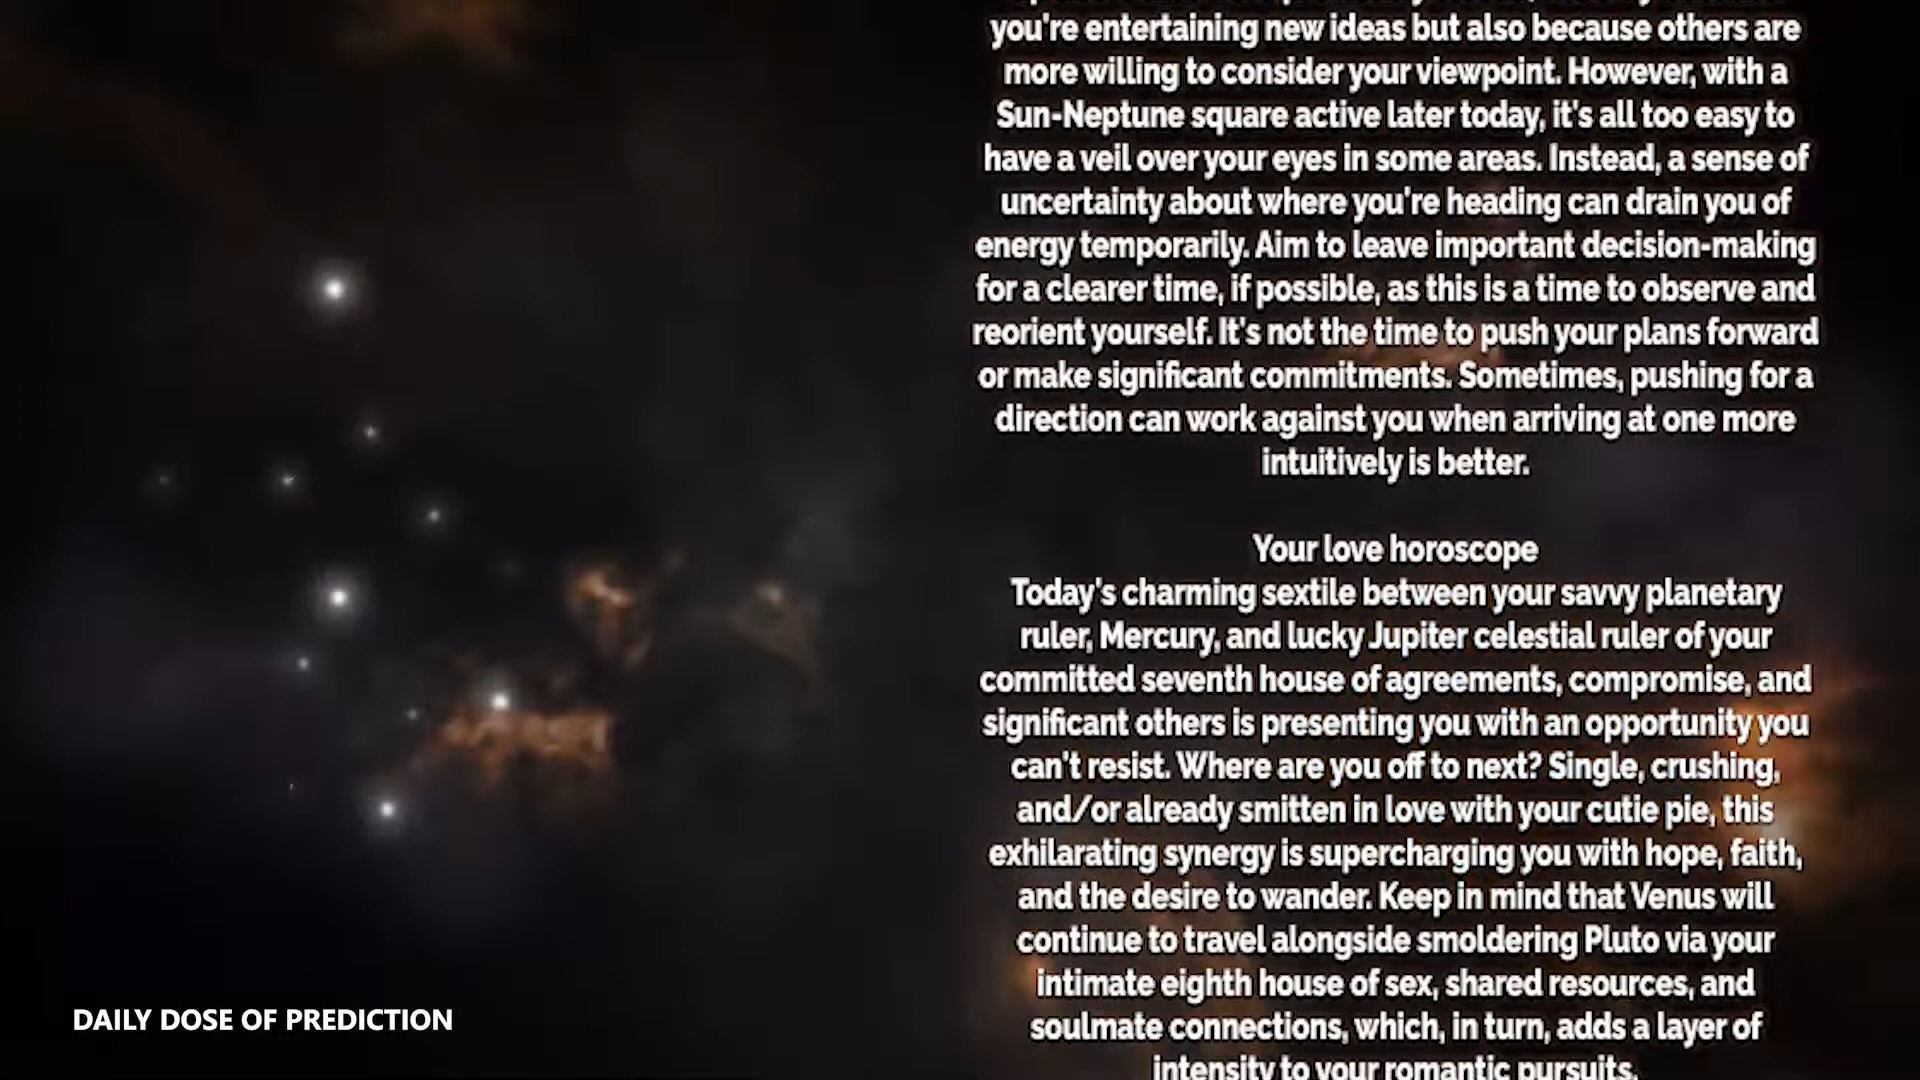 you're entertaining new ideas but also because others are
more willing to consider your viewpoint. However, with a
Sun-Neptune square active later today, it's all too easy to
have a veil over your eyes in some areas. Instead, a sense of
uncertainty about where you're heading can drain you of
energy temporarily. Aim to leave important decision-making
for a clearer time, if possible, as this is a time to observe and
reorient yourself. It's not the time to push your plans forward
or make significant commitments. Sometimes, pushing for a
direction can work against you when arriving at one more
intuitively is better.
Your love horoscope
Today's charming sextile between your savvy planetary
ruler, Mercury, and lucky Jupiter celestial ruler of your
committed seventh house of agreements, compromise, and
significant others is presenting you with an opportunity you
can't resist. Where are you off to next? Single, crushing,
and/or already smitten in love with your cutie pie, this
exhilarating synergy is supercharging you with hope, faith,
and the desire to wander. Keep in mind that Venus will
continue to travel alongside smoldering Pluto via your
intimate eighth house of sex, shared resources, and
soulmate connections, which, in turn, adds a layer of
intensity to your romantic pursuits.
DAILY DOSE OF PREDICTION